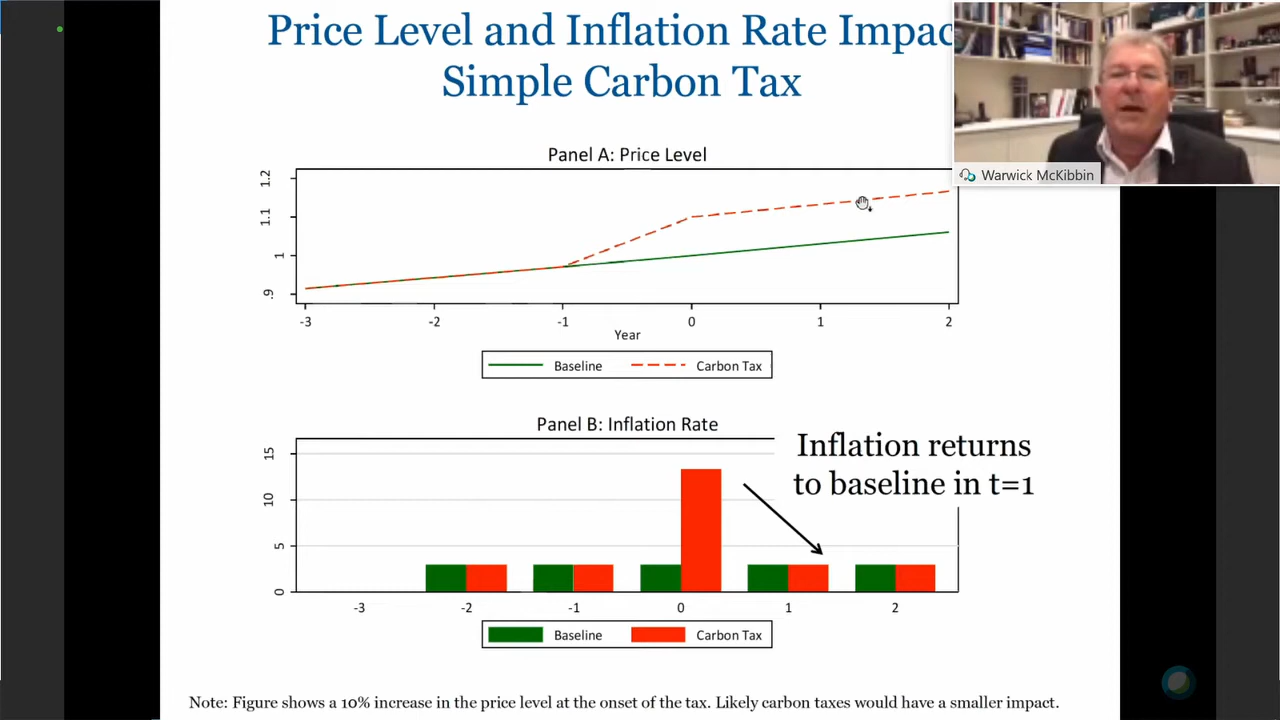 Price Level and Inflation Rate Impac
Simple Carbon Tax
Warwick McKibbin
Panel A: Price Level
1.2
1.1
1
.9
-3 -2 -1 0 1 2
Year
Baseline Carbon Tax
Panel B: Inflation Rate
Inflation returns
to baseline in t=1
15
10
5
0
-3 -2 -1 0 1 2
Baseline Carbon Tax
Note: Figure shows a 10% increase in the price level at the onset of the tax. Likely carbon taxes would have a smaller impact.